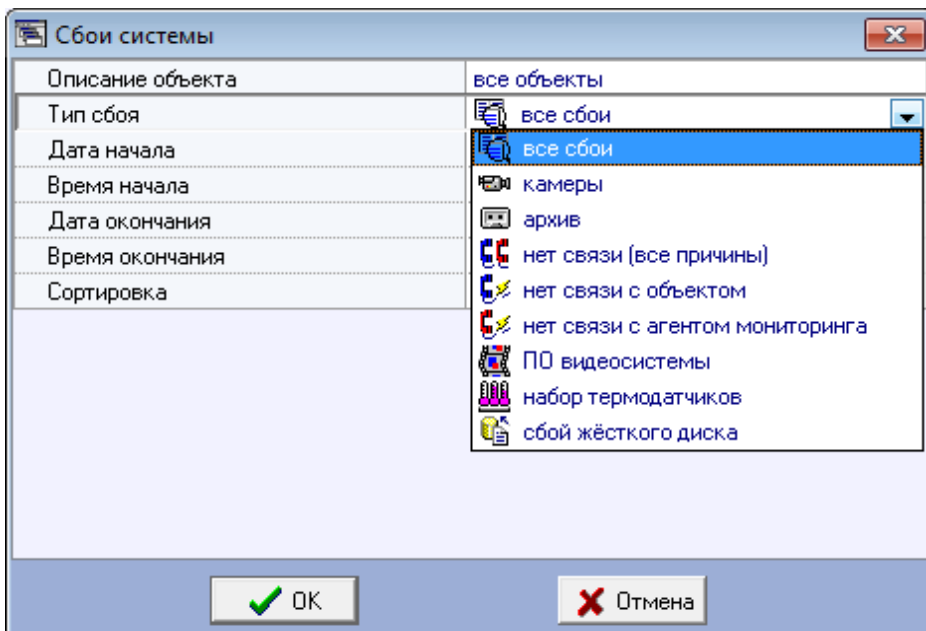 Сбои системы
Описание объекта все объекты
Тип сбоя все сбои
Дата начала все сбои
Время начала камеры
Дата окончания архив
Время окончания нет связи (все причины)
Сортировка нет связи с объектом
нет связи с агентом мониторинга
ПО видеосистемы
набор термодатчиков
сбой жёсткого диска
OK Отмена